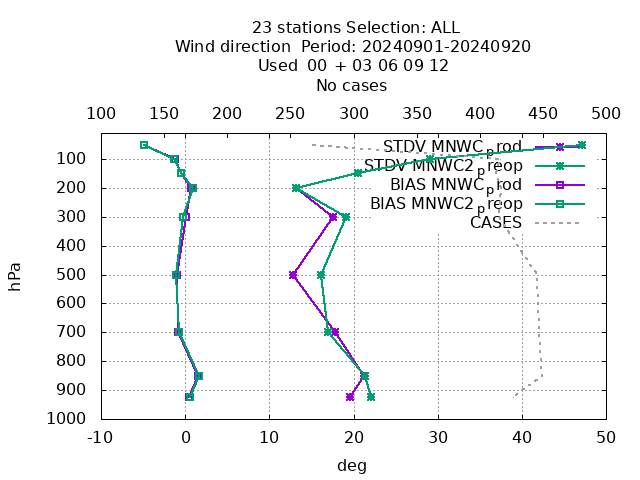 23 stations Selection: ALL
Wind direction  Period: 20240901-20240920
Used  00 + 03 06 09 12
No cases
100 150 200 250 300 350 400 450 500
STDV MNWC_prod
STDV MNWC2_preop
BIAS MNWC_prod
BIAS MNWC2_preop
CASES
hPa
100
200
300
400
500
600
700
800
900
1000
-10 0 10 20 30 40 50
deg